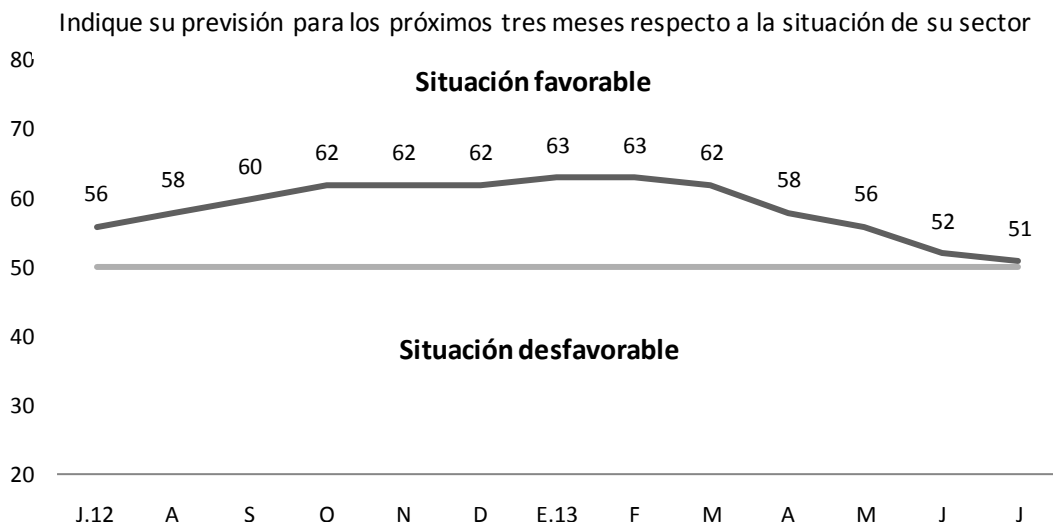 Indique su previsión para los próximos tres meses respecto a la situación de su sector
80
Situación favorable
70
56 58 60 62 62 62 63 63 62 58 56 52 51
60
50
40
Situación desfavorable
30
20
J.12 A S O N D E.13 F M A M J J